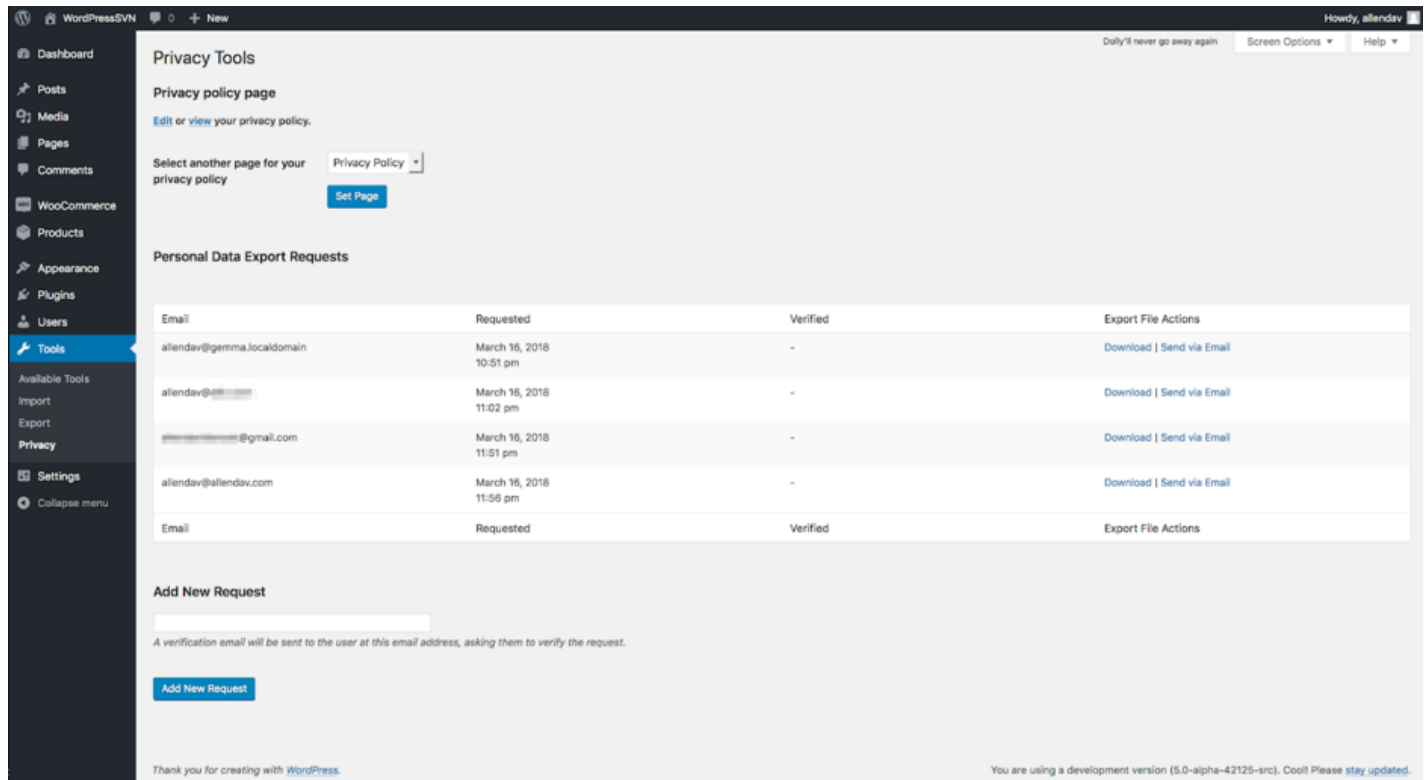 WordPressSVN 0 + New Howdy, allendav
Dashboard
Posts
Media
Pages
Comments
WooCommerce
Products
Appearance
Plugins
Users
Tools
Available Tools
Import
Export
Privacy
Settings
Collapse menu
Dolly'll never go away again Screen Options Help
Privacy Tools
Privacy policy page
Edit or view your privacy policy.
Select another page for your
privacy policy
Privacy Policy
Set Page
Personal Data Export Requests
Email Requested Verified Export File Actions
allendav@gemma.localdomain March 16, 2018 - Download | Send via Email
10:51 pm
allendav@ March 16, 2018 - Download | Send via Email
11:02 pm
@gmail.com March 16, 2018 - Download | Send via Email
11:51 pm
allendav@allendav.com March 16, 2018 - Download | Send via Email
11:56 pm
Email Requested Verified Export File Actions
Add New Request
A verification email will be sent to the user at this email address, asking them to verify the request.
Add New Request
Thank you for creating with WordPress. You are using a development version (5.0-alpha-42125-src). Cool! Please stay updated.